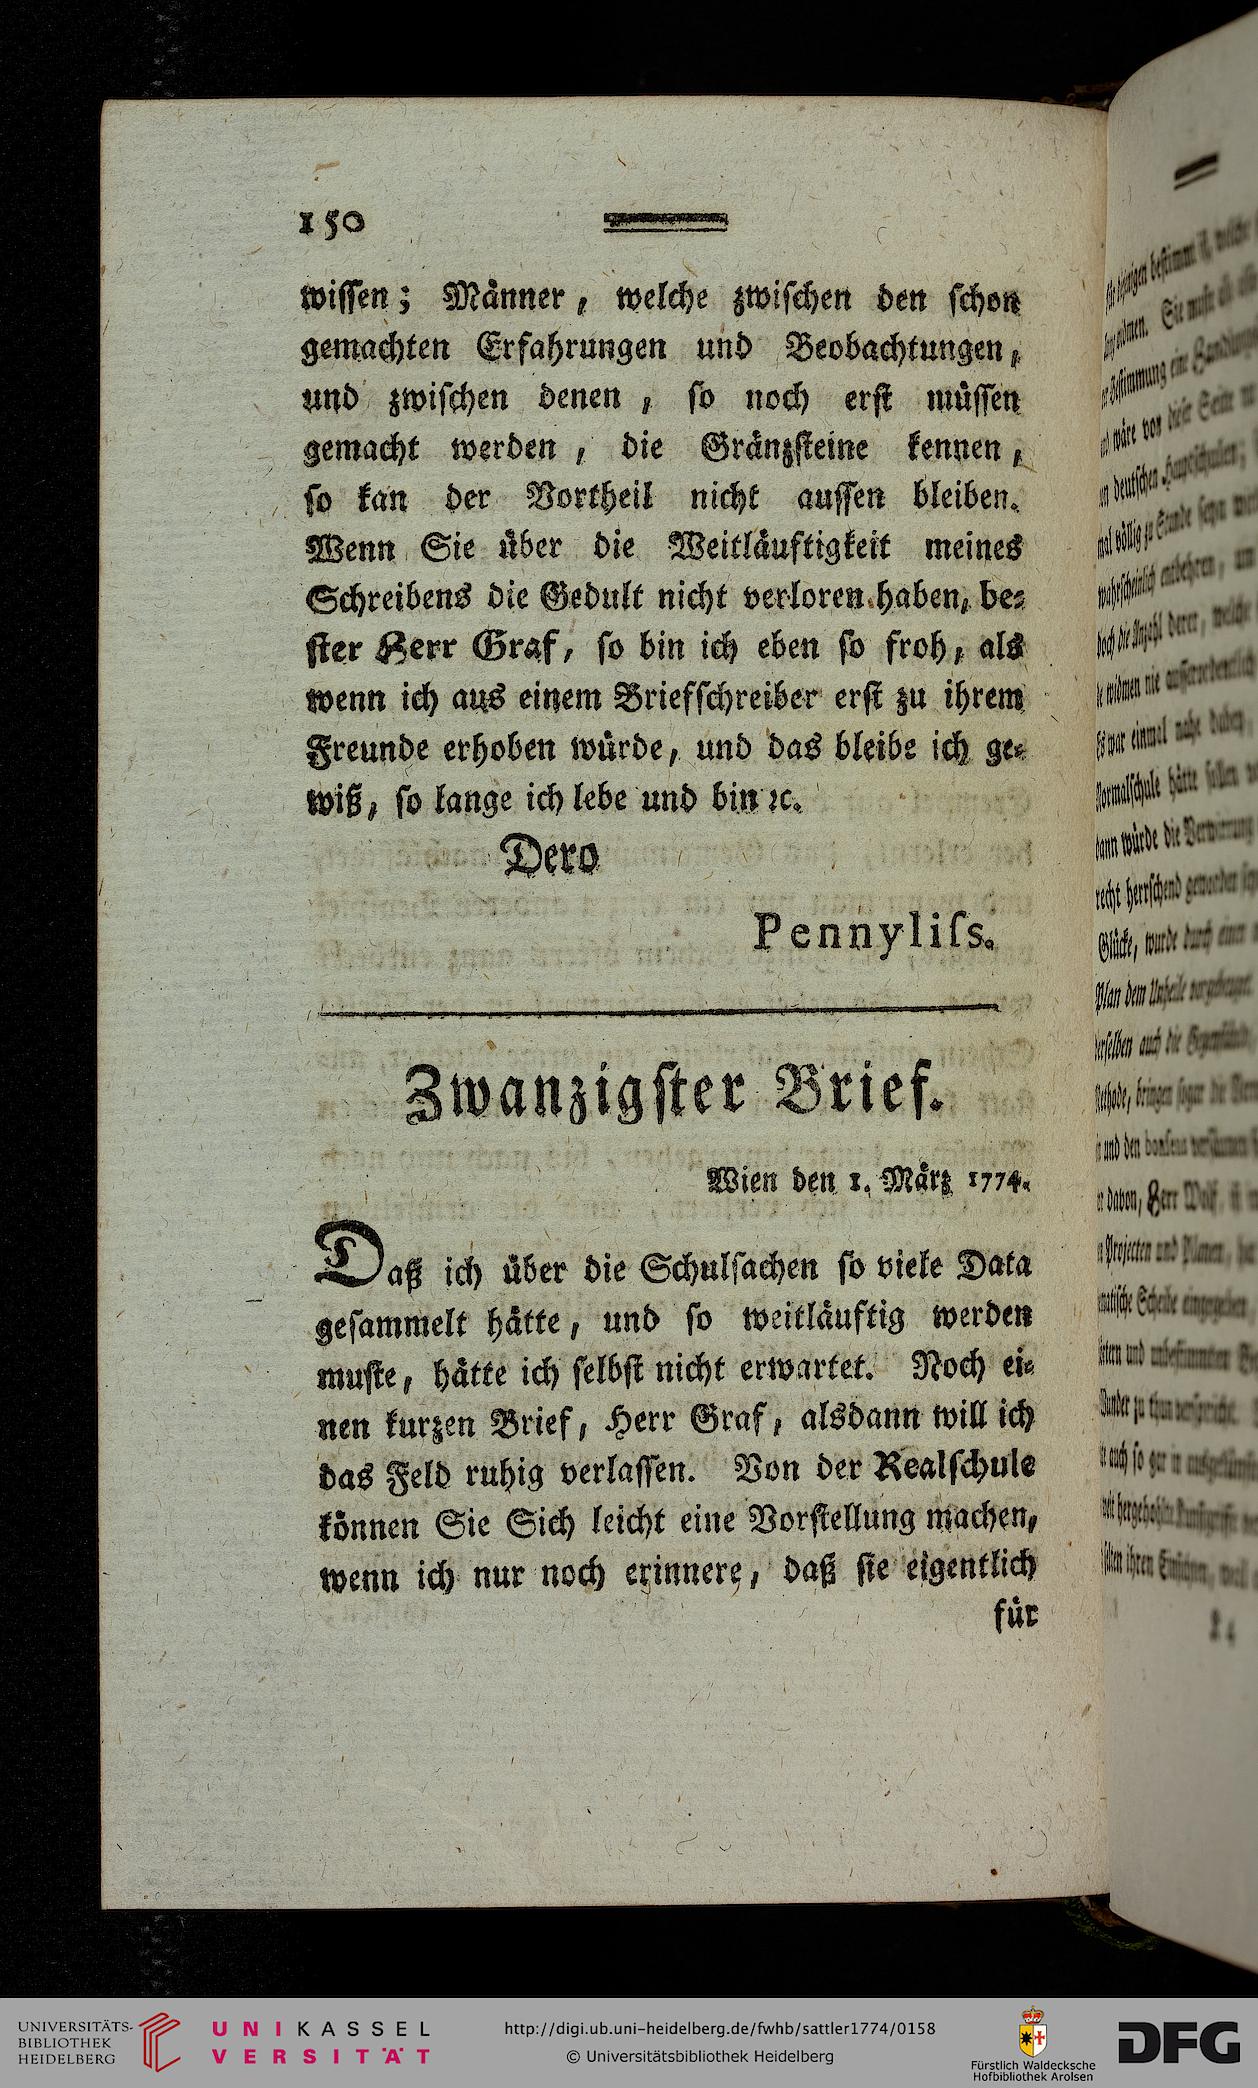 150
wissen; Männer, welche zwischen den schon
gemachten Erfahrungen und Beobachtungen,
und zwischen denen, so noch erst müssen
gemacht werden, die Gränzsteine kennen,
so kan der Vortheil nicht aussen bleiben.
Wenn Sie über die Weitläuftigkeit meines
Schreibens die Gedult nicht verloren haben, be-
ster Herr Graf, so bin ich eben so froh, als
wenn ich aus einem Briefschreiber erst zu ihrem
Freunde erhoben würde, und das bleibe ich ge-
wiß, so lange ich lebe und bin ꝛc.
Dero
Pennyliſs.
Zwanzigster Brief.
Wien den 1. März 1774.
Daß ich über die Schulsachen so viele Data
gesammelt hätte, und so weitläuftig werden
muste, hätte ich selbst nicht erwartet. Noch ei-
nen kurzen Brief, Herr Graf, alsdann will ich
das Feld ruhig verlassen. Von der Realschule
können Sie Sich leicht eine Vorstellung machen,
wenn ich nur noch erinnere, daß sie eigentlich
für
UNIVERSITÄTS-
BIBLIOTHEK
HEIDELBERG
UNIKASSEL
VERSITÄT
http://digi.ub.uni-heidelberg.de/fwhb/sattler1774/0158
© Universitätsbibliothek Heidelberg
Fürstlich Waldecksche
Hofbibliothek Arolsen
DFG